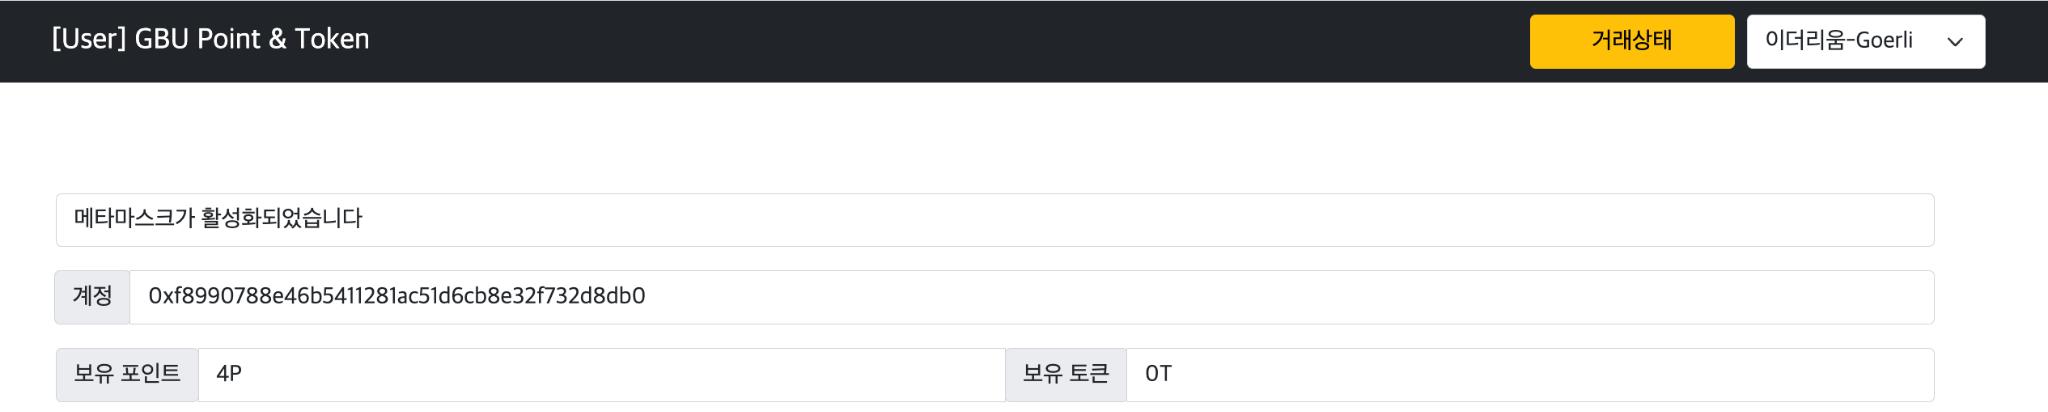 [User] GBU Point & Token 거래상태 이더리움-Goerli
메타마스크가 활성화되었습니다
계정 0xf8990788e46b5411281ac51d6cb8e32f732d8db0
보유 포인트 4P 보유 토큰 0T